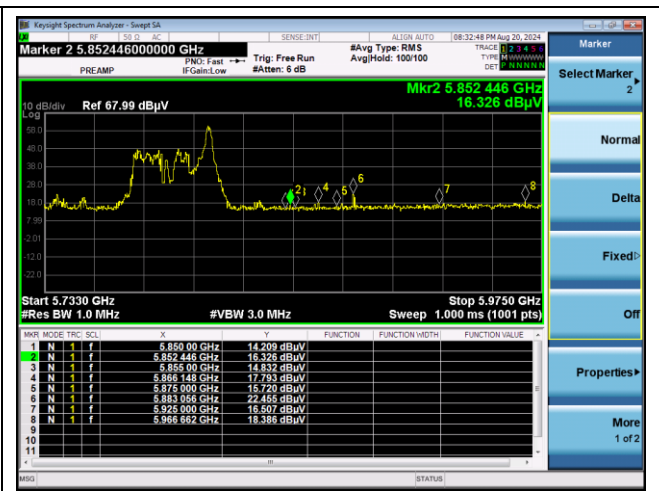 Keysight Spectrum Analyzer - Swept SA
RF 50 Ω AC SENSE:INT ALIGN AUTO 08:32:48 PM Aug 20, 2024
Marker 2 5.852446000000 GHz
PREAMP
PNO: Fast
IFGain:Low
Trig: Free Run
#Atten: 6 dB
#Avg Type: RMS
Avg|Hold: 100/100
TRACE 1 2 3 4 5 6
TYPE M W W W W W
DET P N N N N N
Mkr2 5.852 446 GHz
16.326 dBµV
10 dB/div Ref 67.99 dBµV
Log
58.0
48.0
38.0
28.0
18.0
7.99
-2.01
-12.0
-22.0
2 1 4 5 6 7 8
Start 5.7330 GHz
Stop 5.9750 GHz
#Res BW 1.0 MHz
#VBW 3.0 MHz
Sweep 1.000 ms (1001 pts)
MKR MODE TRC SCL X Y FUNCTION FUNCTION WIDTH FUNCTION VALUE
1 N 1 f 5.850 00 GHz 14.209 dBµV
2 N 1 f 5.852 446 GHz 16.326 dBµV
3 N 1 f 5.855 00 GHz 14.832 dBµV
4 N 1 f 5.866 148 GHz 17.793 dBµV
5 N 1 f 5.875 000 GHz 15.720 dBµV
6 N 1 f 5.883 056 GHz 22.455 dBµV
7 N 1 f 5.925 000 GHz 16.507 dBµV
8 N 1 f 5.966 662 GHz 18.386 dBµV
9
10
11
MSG
STATUS
Marker
Select Marker
2
Normal
Delta
Fixed
Off
Properties
More
1 of 2